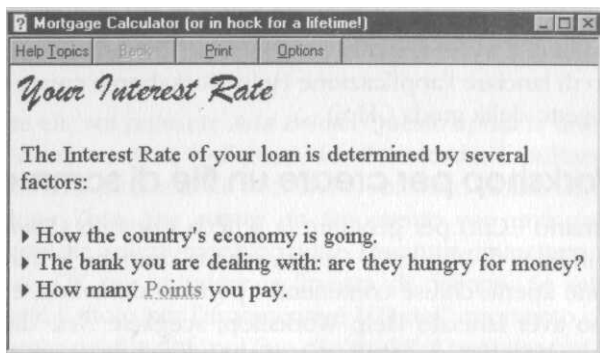 Mortgage Calculator (or in hock for a lifetime!)
Help Topics Back Print Options
Your Interest Rate
The Interest Rate of your loan is determined by several
factors:
How the country's economy is going.
The bank you are dealing with: are they hungry for money?
How many Points you pay.